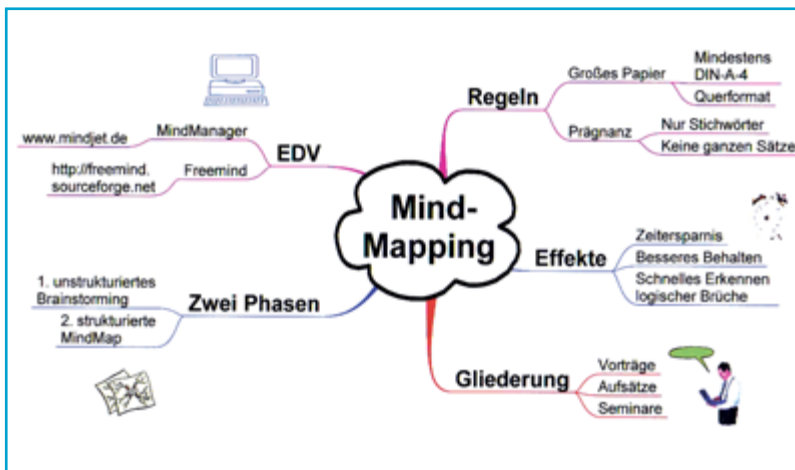 Mind-
Mapping
Regeln
Großes Papier
Mindestens
DIN-A-4
Querformat
Prägnanz
Nur Stichwörter
Keine ganzen Sätze
Effekte
Zeitersparnis
Besseres Behalten
Schnelles Erkennen
logischer Brüche
Gliederung
Vorträge
Aufsätze
Seminare
Zwei Phasen
1. unstrukturiertes
Brainstorming
2. strukturierte
MindMap
EDV
MindManager
www.mindjet.de
Freemind
http://freemind.
sourceforge.net